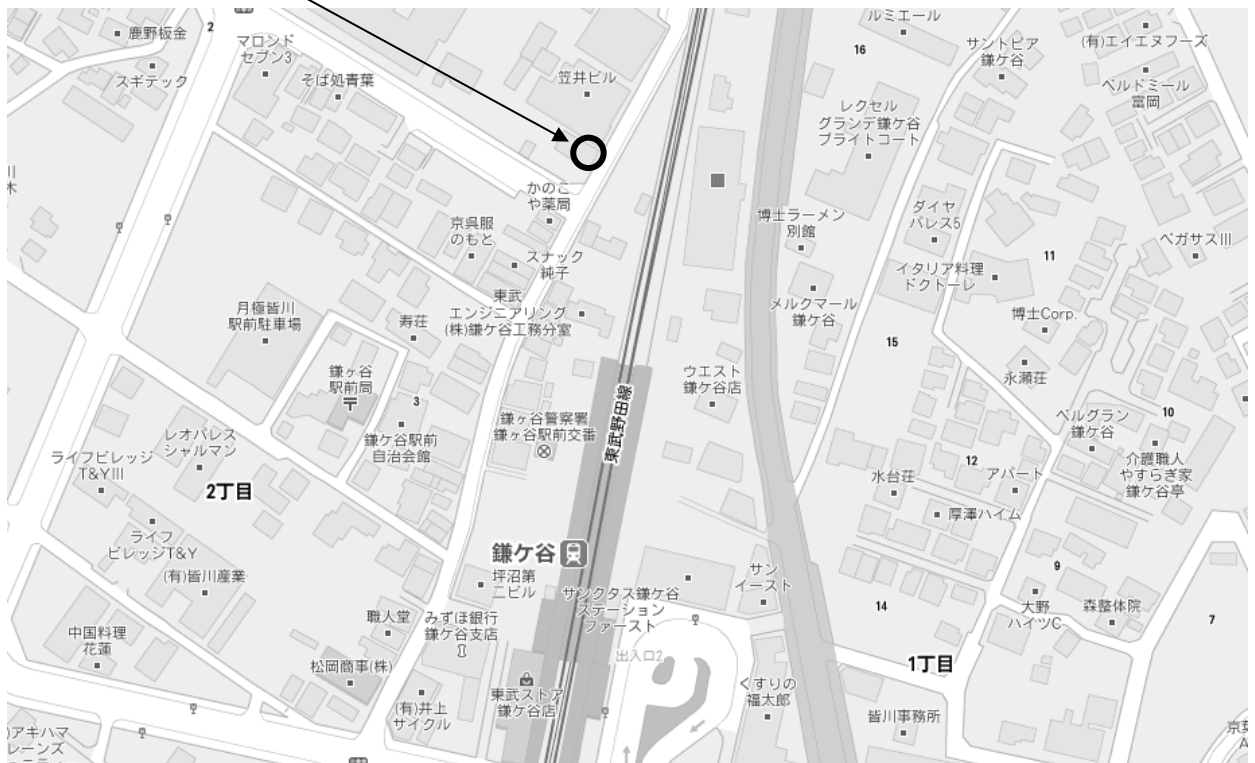 鹿野板金
2
マロンド
セブン3
スギテック
そば処青葉
笠井ビル
ルミエール
16
サントピア
鎌ケ谷
(有)エイエヌフーズ
ベルドミール
富岡
レクセル
グランデ鎌ケ谷
ブライトコート
かのこ
や薬局
京呉服
のもと
スナック
純子
博士ラーメン
別館
ダイヤ
パレス5
11
ペガサスIII
イタリア料理
ドクトーレ
東武
エンジニアリング
(株)鎌ケ谷工務分室
月極皆川
駅前駐車場
寿荘
メルクマール
鎌ケ谷
博士Corp.
15
鎌ヶ谷
駅前局
3
ウエスト
鎌ケ谷店
永瀬荘
東武野田線
鎌ケ谷駅前
自治会館
鎌ヶ谷警察署
鎌ヶ谷駅前交番
ベルグラン
鎌ケ谷
10
レオパレス
シャルマン
ライフビレッジ
T&YIII
2丁目
水台荘
12
アパート
介護職人
やすらぎ家
鎌ケ谷亭
厚澤ハイム
ライフ
ビレッジT&Y
鎌ケ谷
(有)皆川産業
坪沼第
二ビル
サンクタス鎌ケ谷
ステーション
ファースト
サン
イースト
9
14
大野
ハイツC
森整体院
7
職人堂
みずほ銀行
鎌ケ谷支店
中国料理
花蓮
松岡商事(株)
出入口2
1丁目
東武ストア
鎌ケ谷店
くすりの
福太郎
(有)井上
サイクル
皆川事務所
アキハマ
レーンズ